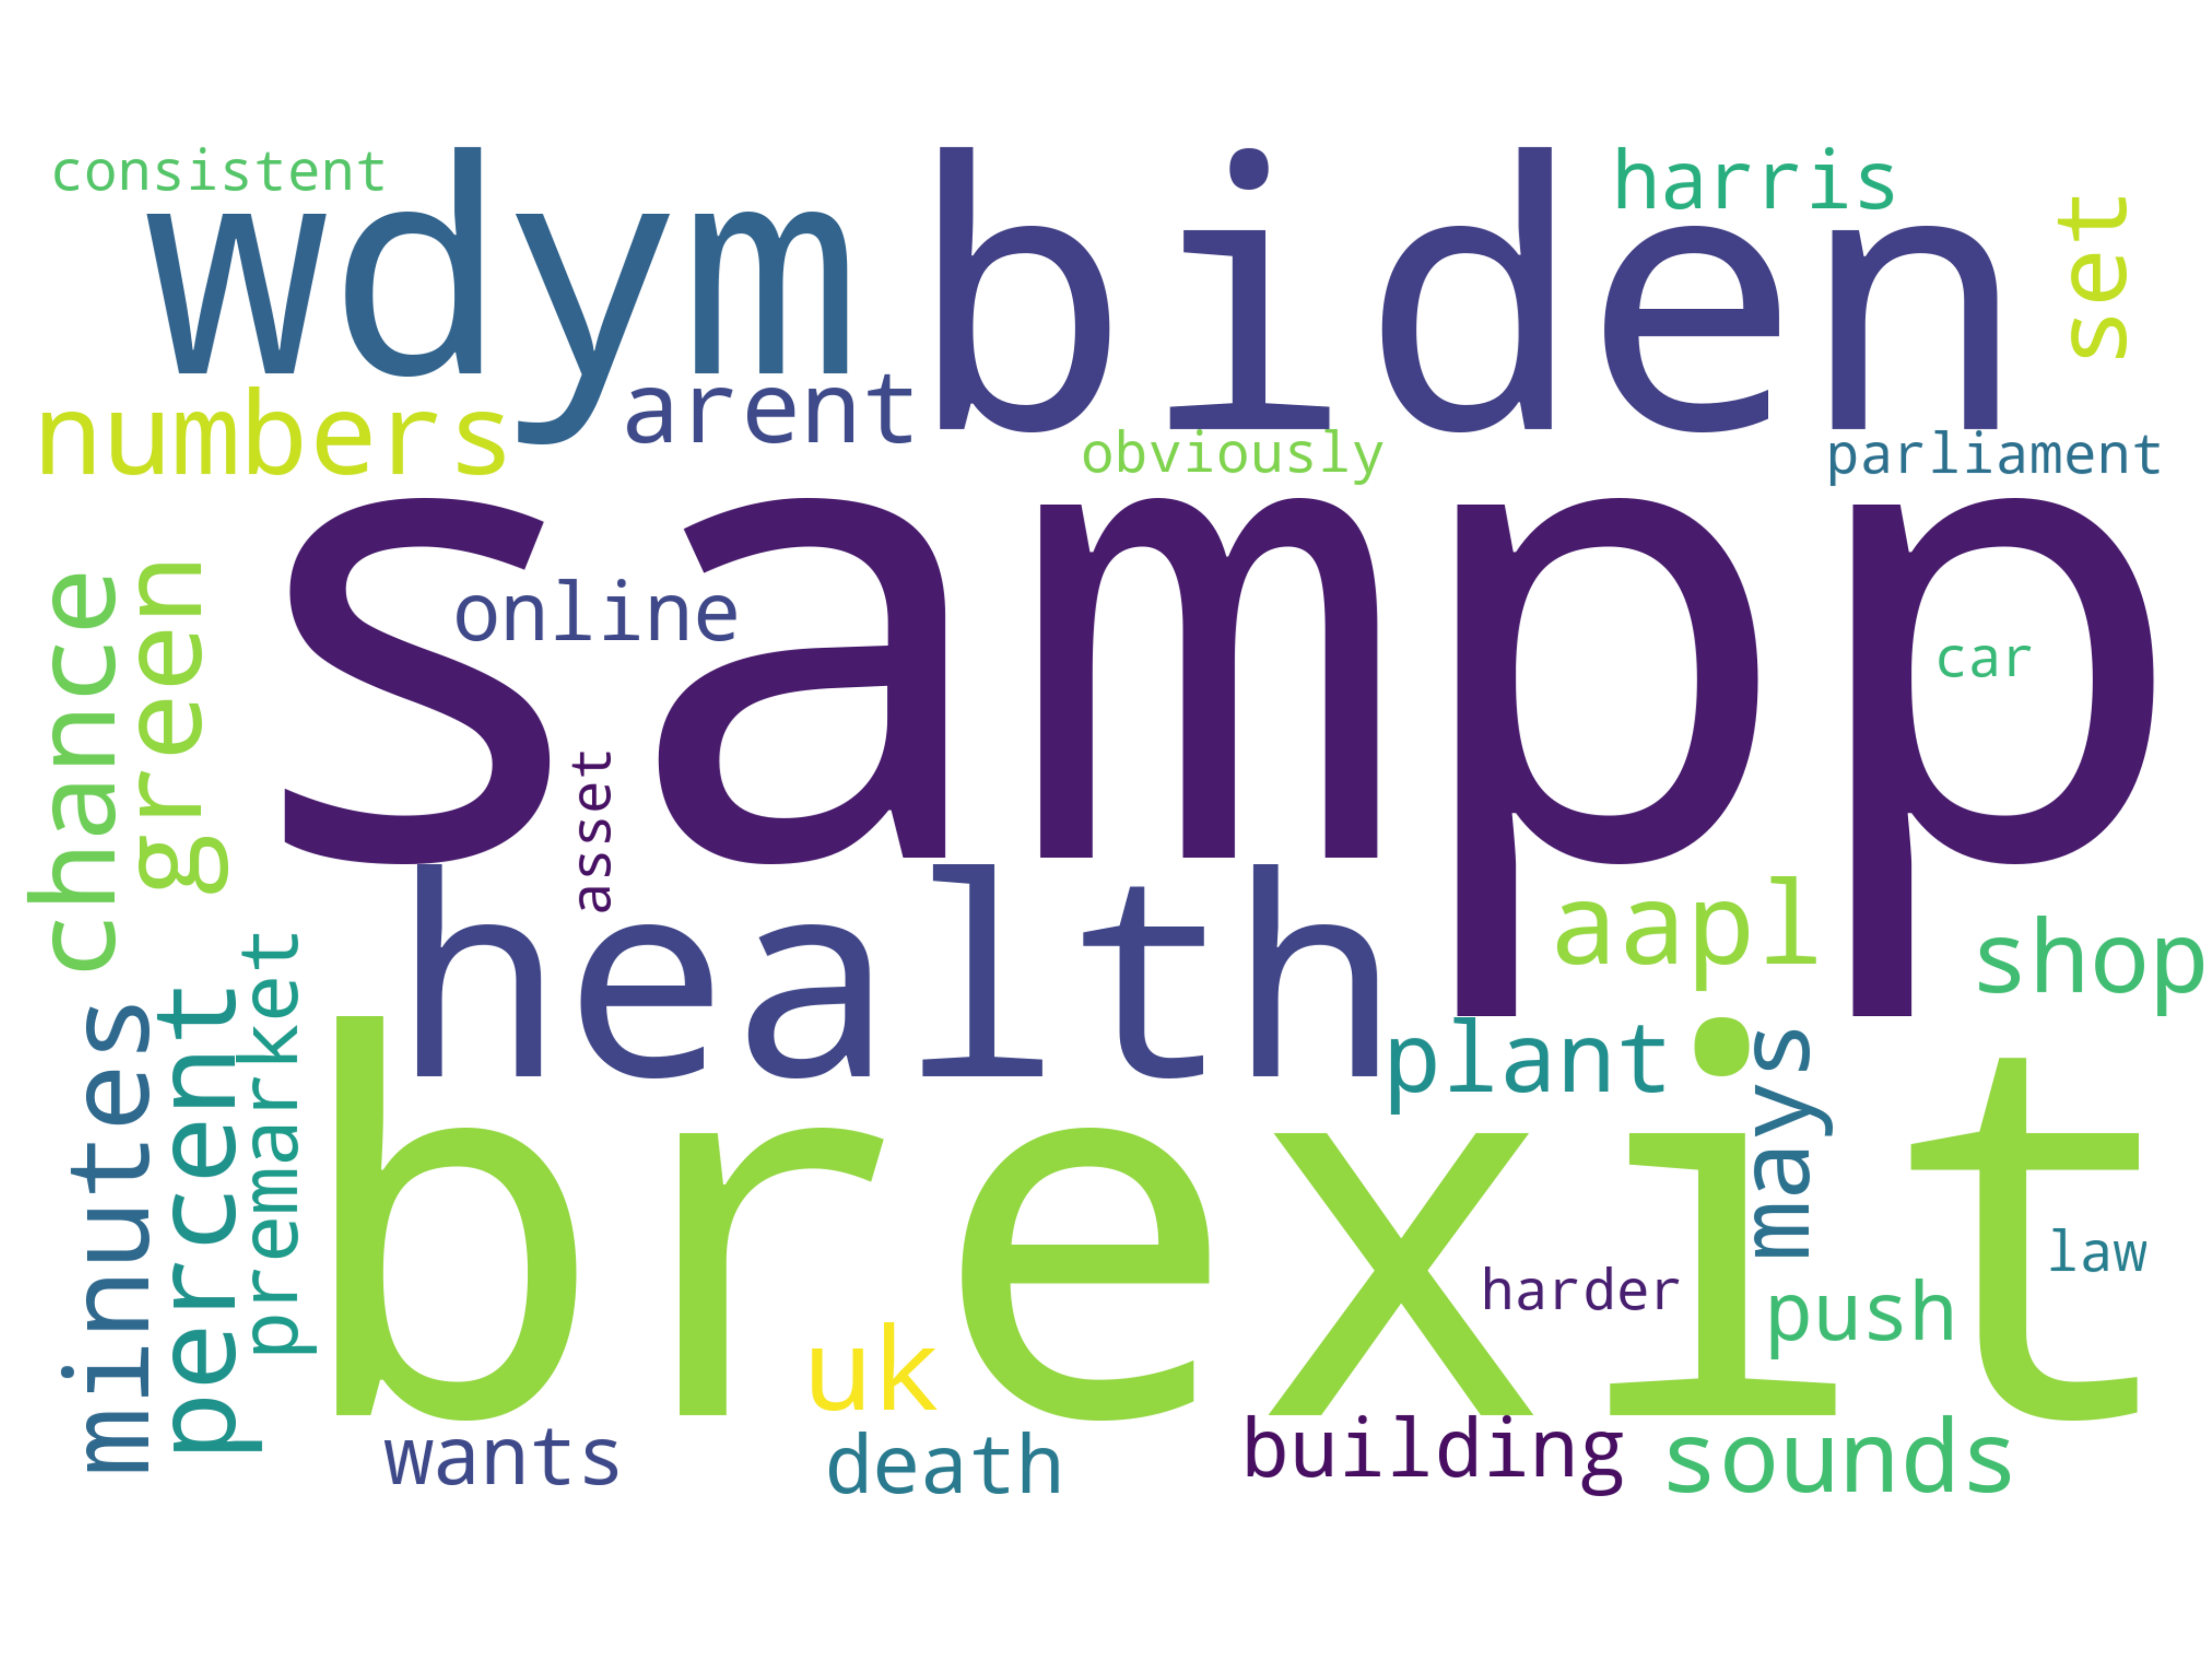 consistent
wdym
biden
harris
set
numbers
arent
obviously
parliament
sampp
online
car
chance
green
asset
health
aapl
shop
minutes
percent
premarket
plant
mays
brexit
law
harder
push
uk
wants
death
building
sounds